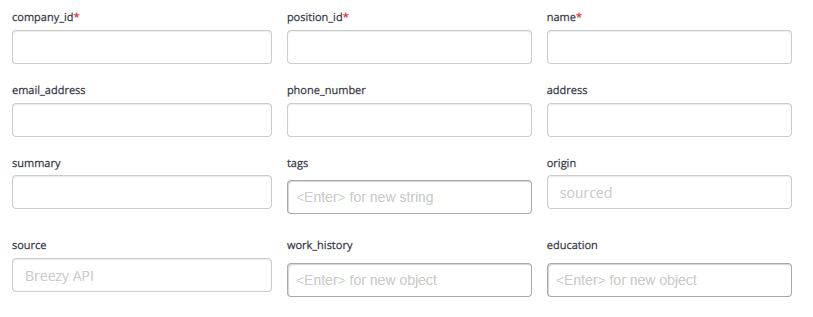 company_id*
position_id*
name*
email_address
phone_number
address
summary
tags
origin
<Enter> for new string
sourced
source
work_history
education
Breezy API
<Enter> for new object
<Enter> for new object